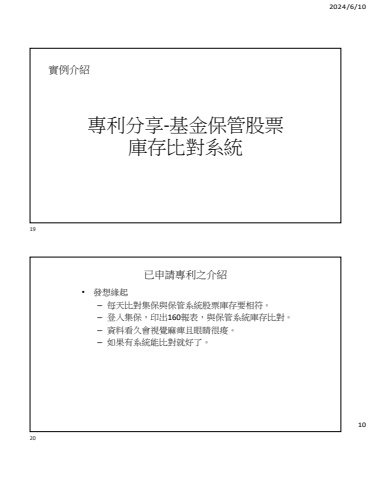 2024/6/10
實例介紹
專利分享-基金保管股票
庫存比對系統
19
已申請專利之介紹
• 發想緣起
– 每天比對集保與保管系統股票庫存要相符。
– 登入集保，印出160報表，與保管系統庫存比對。
– 資料看久會視覺麻痺且眼睛很痠。
– 如果有系統能比對就好了。
20
10